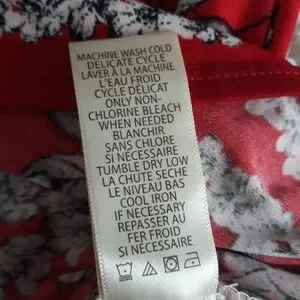 MACHINE WASH COLD
DELICATE CYCLE
LAVER À LA MACHINE
L'EAU FROID
CYCLE DÉLICAT
ONLY NON-
CHLORINE BLEACH
WHEN NEEDED
BLANCHIR
SANS CHLORE
SI NÉCESSAIRE
TUMBLE DRY LOW
LA CHUTE SECHE
LE NIVEAU BAS
COOL IRON
IF NECESSARY
REPASSER AU
FER FROID
SI NÉCESSAIRE